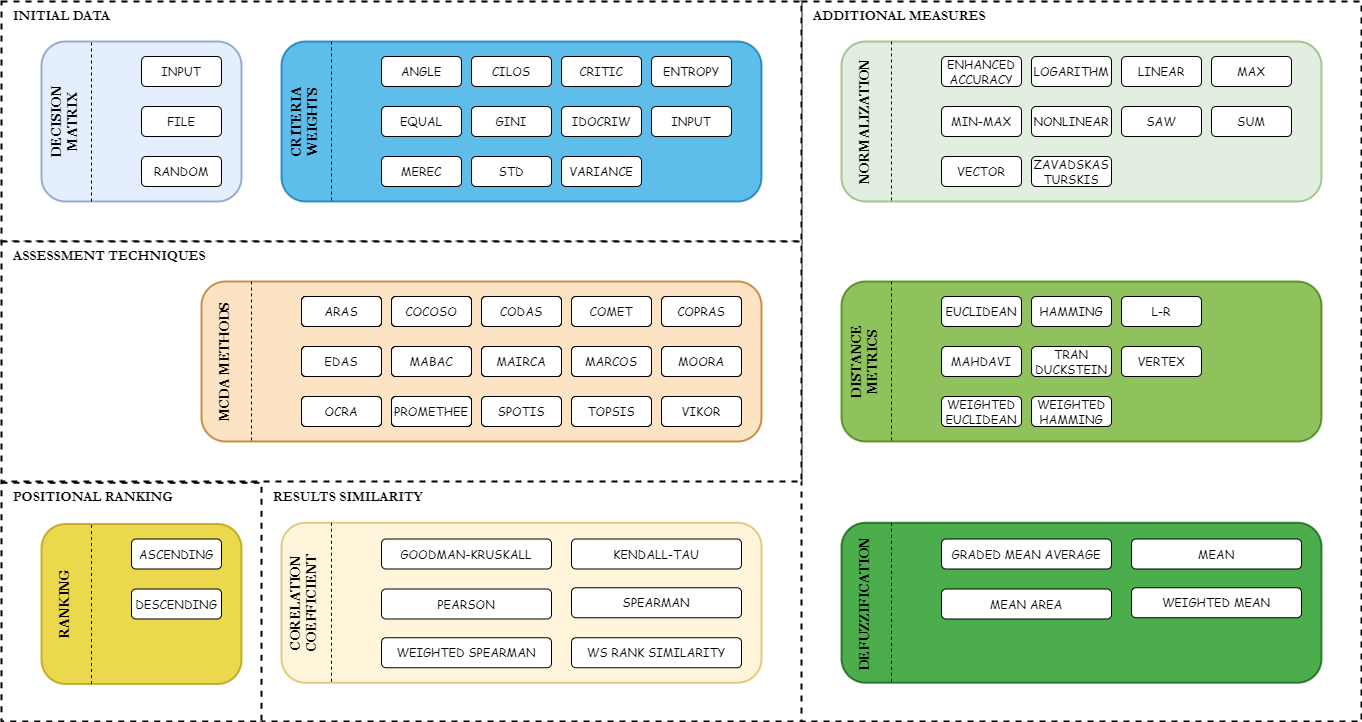 INITIAL DATA
DECISION
MATRIX
INPUT
FILE
RANDOM
CRITERIA
WEIGHTS
ANGLE
CILOS
CRITIC
ENTROPY
EQUAL
GINI
IDOCRIW
INPUT
MEREC
STD
VARIANCE
ASSESSMENT TECHNIQUES
MCDA METHODS
ARAS
COCOSO
CODAS
COMET
COPRAS
EDAS
MABAC
MAIRCA
MARCOS
MOORA
OCRA
PROMETHEE
SPOTIS
TOPSIS
VIKOR
POSITIONAL RANKING
RANKING
ASCENDING
DESCENDING
RESULTS SIMILARITY
CORELATION
COEFFICIENT
GOODMAN-KRUSKALL
KENDALL-TAU
PEARSON
SPEARMAN
WEIGHTED SPEARMAN
WS RANK SIMILARITY
ADDITIONAL MEASURES
NORMALIZATION
ENHANCED
ACCURACY
LOGARITHM
LINEAR
MAX
MIN-MAX
NONLINEAR
SAW
SUM
VECTOR
ZAVADSKAS
TURSKIS
DISTANCE
METRICS
EUCLIDEAN
HAMMING
L-R
MAHDAVI
TRAN
DUCKSTEIN
VERTEX
WEIGHTED
EUCLIDEAN
WEIGHTED
HAMMING
DEFUZZIFICATION
GRADED MEAN AVERAGE
MEAN
MEAN AREA
WEIGHTED MEAN